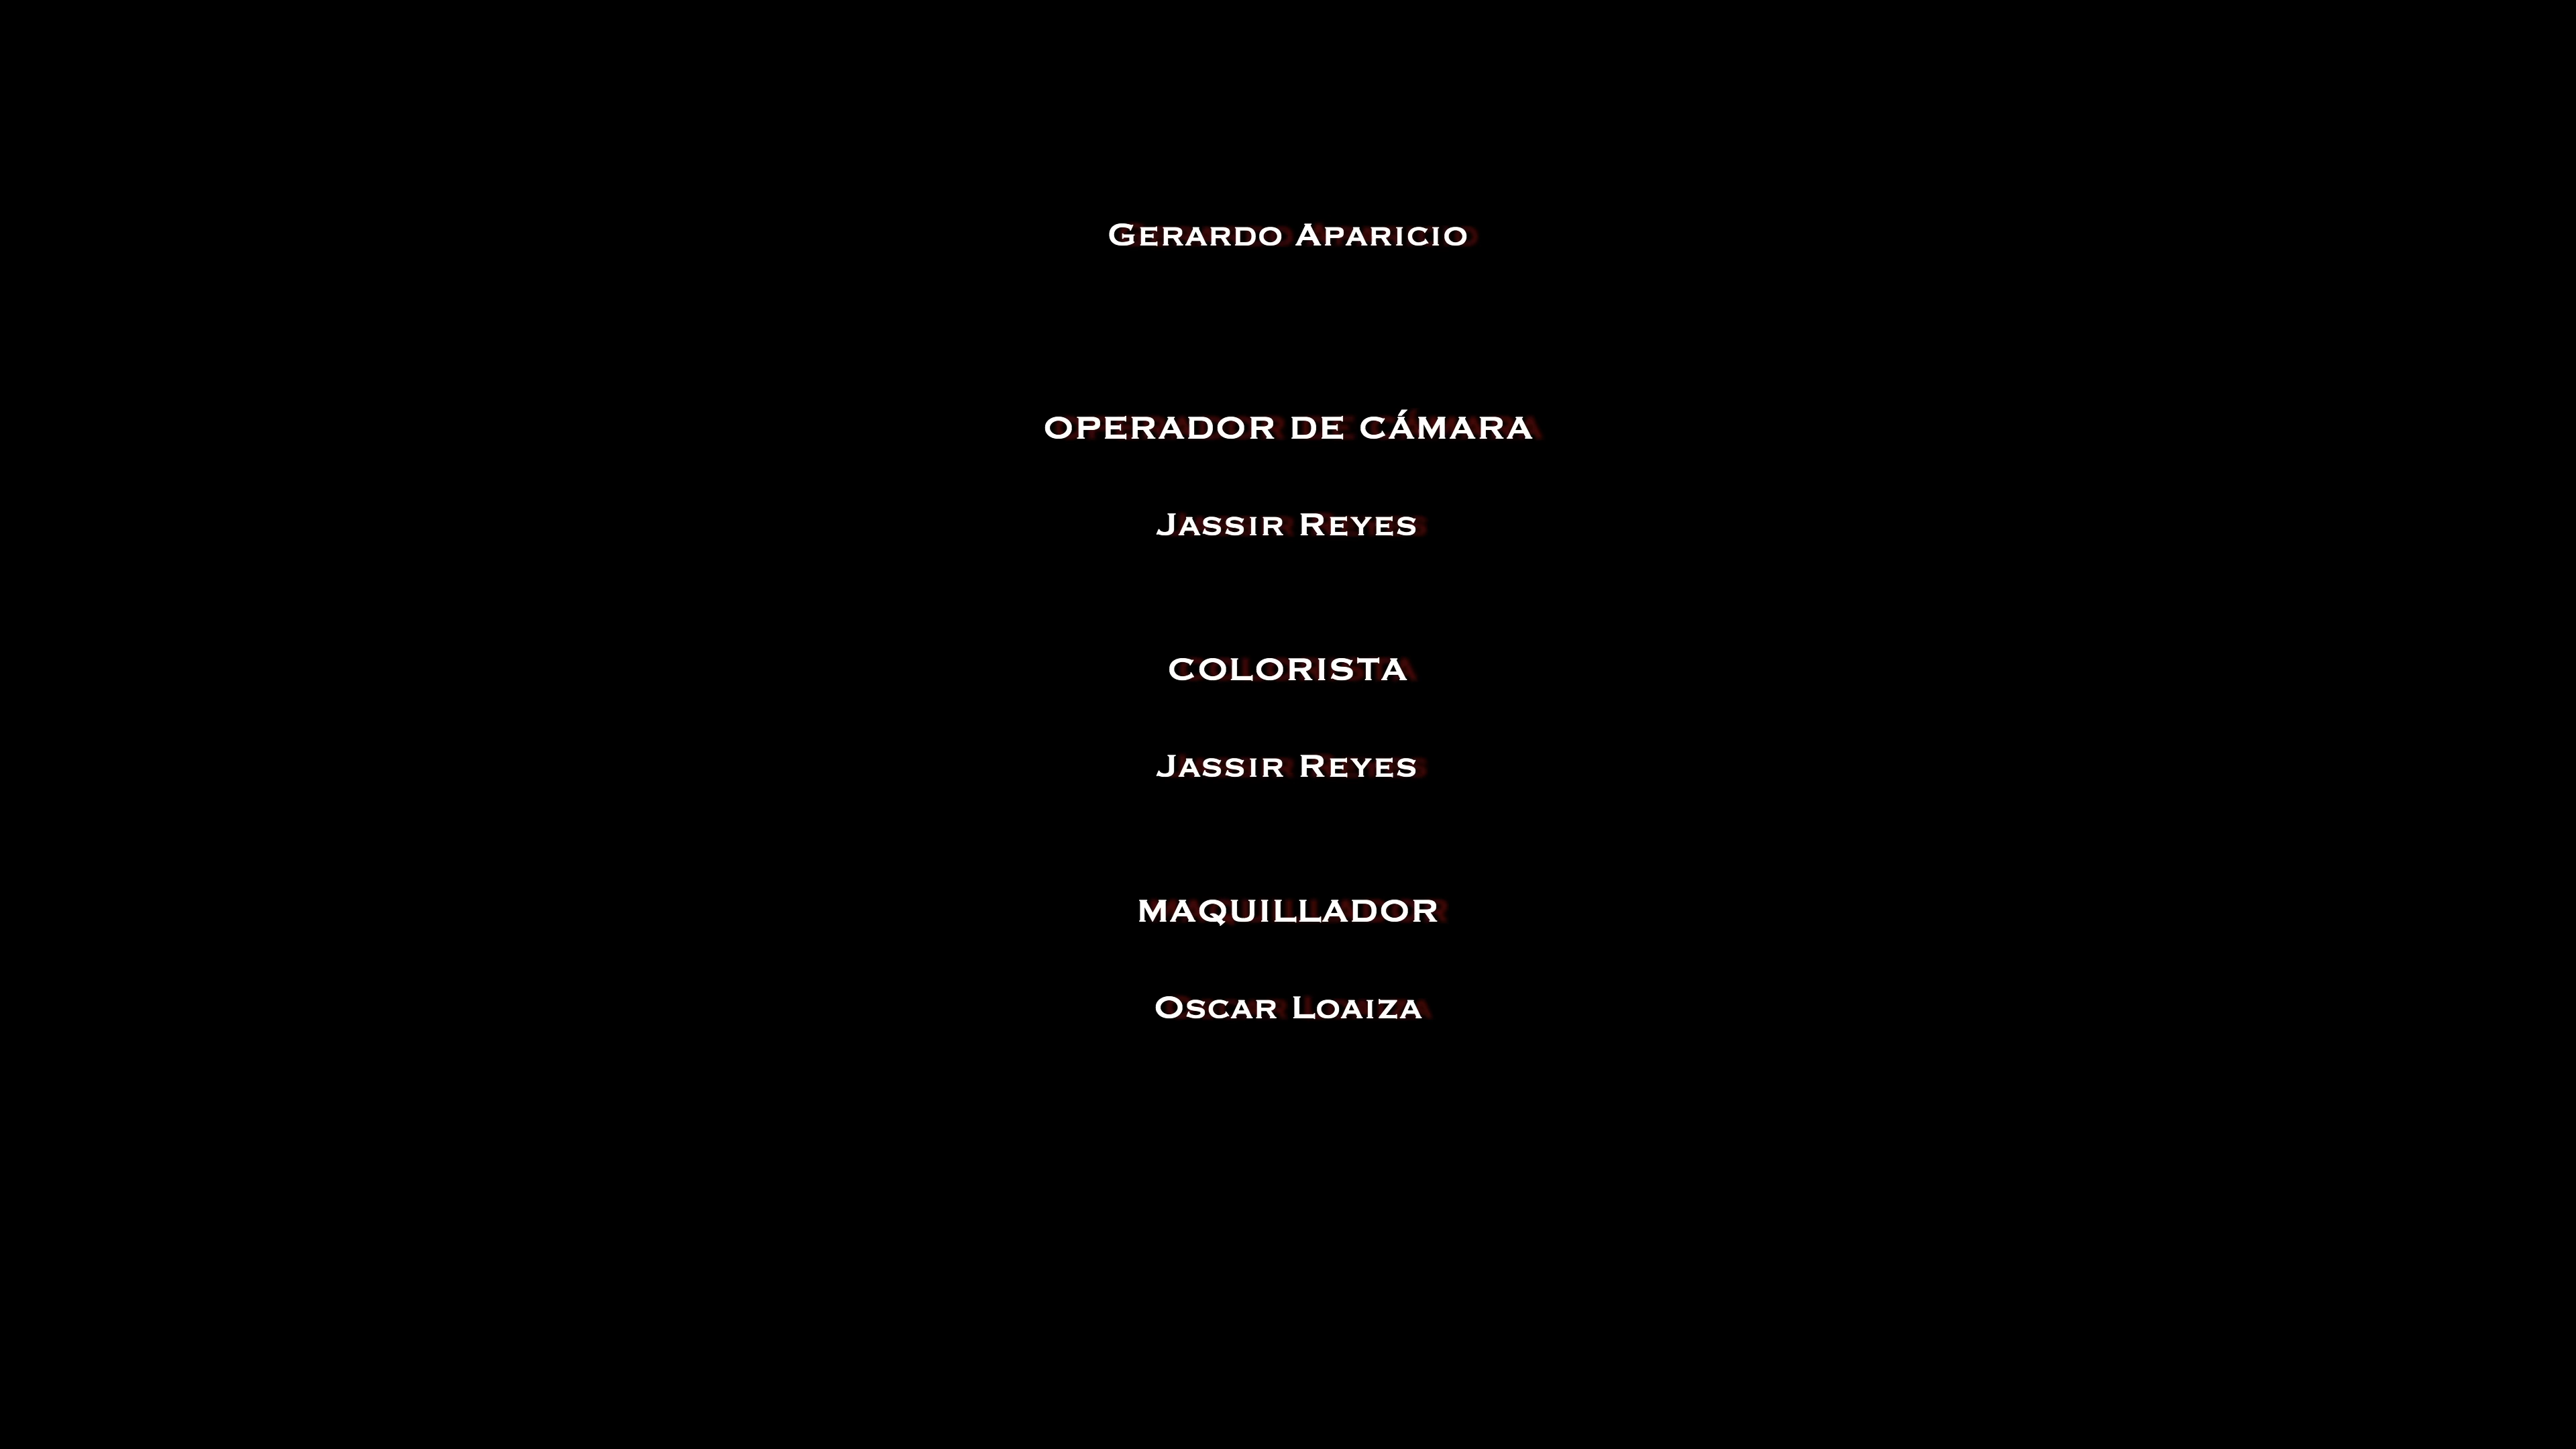 Gerardo Aparicio
OPERADOR DE CÁMARA
Jassir Reyes
COLORISTA
Jassir Reyes
MAQUILLADOR
Oscar Loaiza